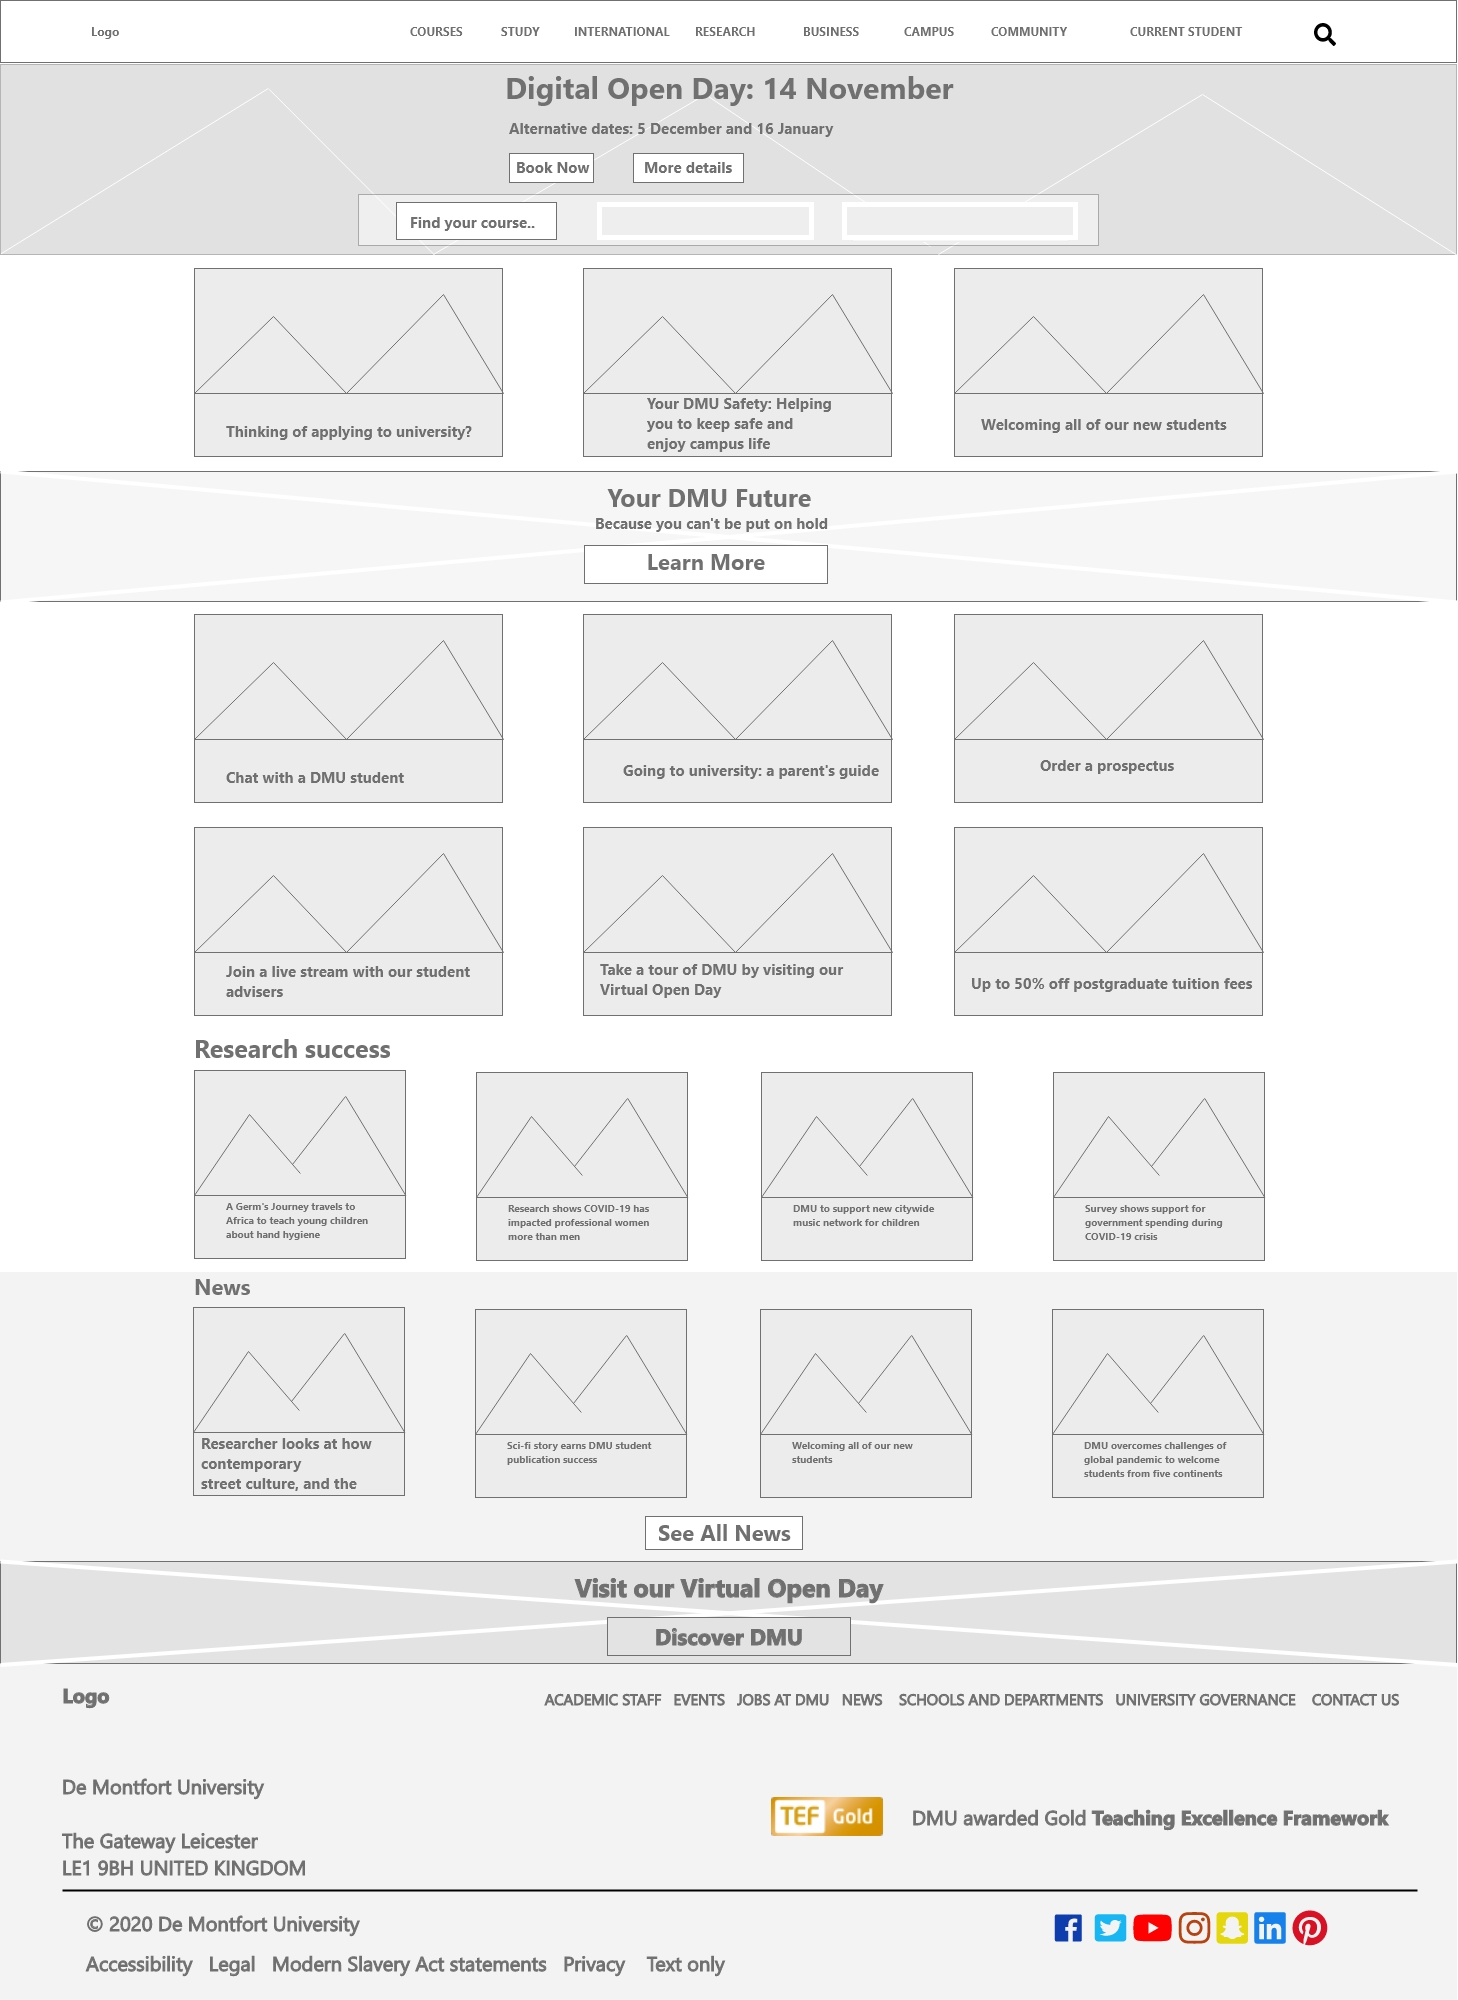 Logo
COURSES
STUDY
INTERNATIONAL
RESEARCH
BUSINESS
CAMPUS
COMMUNITY
CURRENT STUDENT
Digital Open Day: 14 November
Alternative dates: 5 December and 16 January
Book Now
More details
Find your course..
Thinking of applying to university?
Your DMU Safety: Helping
you to keep safe and
enjoy campus life
Welcoming all of our new students
Your DMU Future
Because you can't be put on hold
Learn More
Chat with a DMU student
Going to university: a parent's guide
Order a prospectus
Join a live stream with our student
advisers
Take a tour of DMU by visiting our
Virtual Open Day
Up to 50% off postgraduate tuition fees
Research success
A Germ's Journey travels to
Africa to teach young children
about hand hygiene
Research shows COVID-19 has
impacted professional women
more than men
DMU to support new citywide
music network for children
Survey shows support for
government spending during
COVID-19 crisis
News
Researcher looks at how
contemporary
street culture, and the
Sci-fi story earns DMU student
publication success
Welcoming all of our new
students
DMU overcomes challenges of
global pandemic to welcome
students from five continents
See All News
Visit our Virtual Open Day
Discover DMU
Logo
ACADEMIC STAFF
EVENTS
JOBS AT DMU
NEWS
SCHOOLS AND DEPARTMENTS
UNIVERSITY GOVERNANCE
CONTACT US
De Montfort University
The Gateway Leicester
LE1 9BH UNITED KINGDOM
TEF Gold
DMU awarded Gold Teaching Excellence Framework
© 2020 De Montfort University
Accessibility
Legal
Modern Slavery Act statements
Privacy
Text only